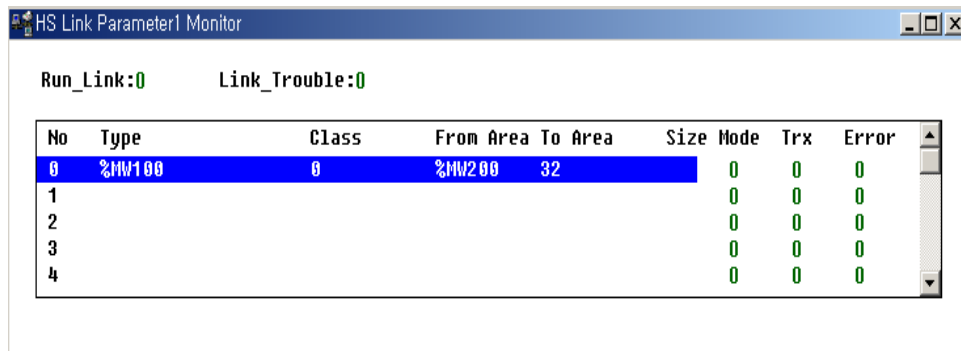 HS Link Parameter1 Monitor
Run_Link:0 Link_Trouble:0
No Type Class From Area To Area Size Mode Trx Error
0 %MW100 0 %MW200 32 0 0 0
1 0 0 0
2 0 0 0
3 0 0 0
4 0 0 0